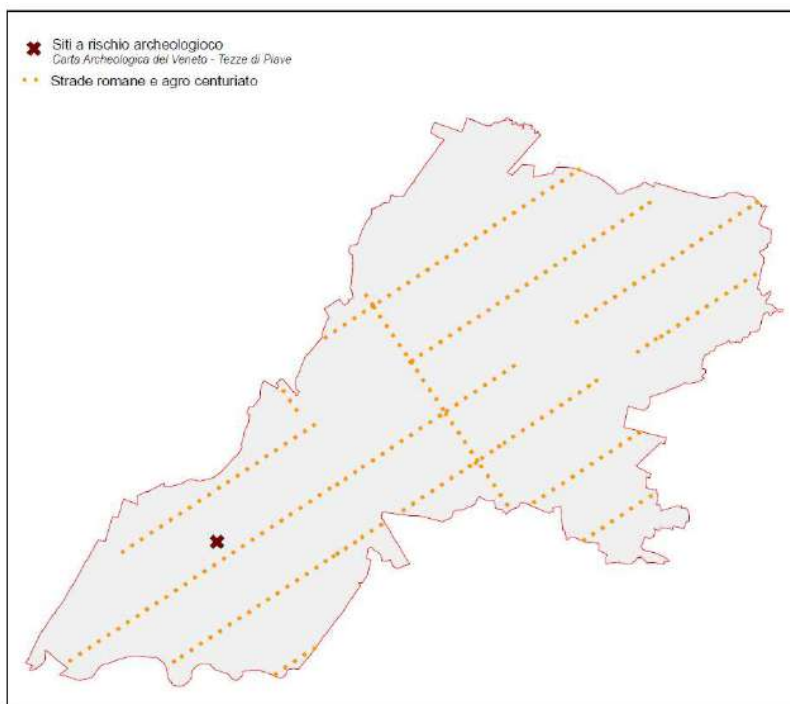 Siti a rischio archeologioco
Carta Archeologica del Veneto - Tezze di Piave
Strade romane e agro centuriato